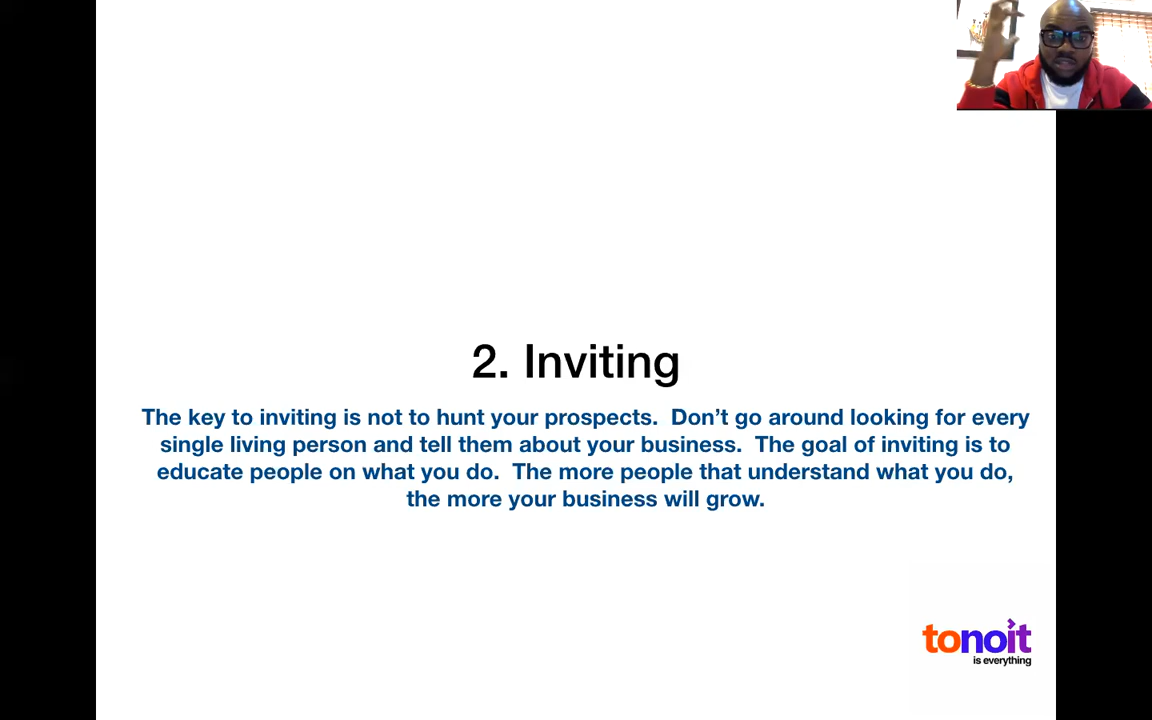 2. Inviting
The key to inviting is not to hunt your prospects.  Don’t go around looking for every
single living person and tell them about your business.  The goal of inviting is to
educate people on what you do.  The more people that understand what you do,
the more your business will grow.
tonoit
is everything